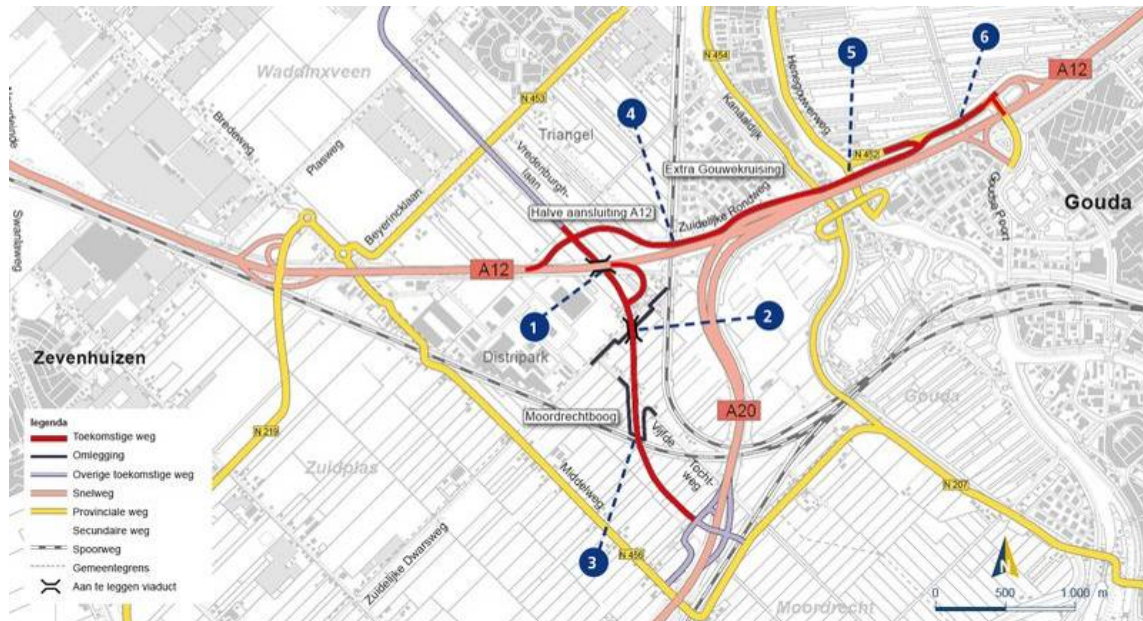 Waddinxveen
Bredeweg
Plasweg
N 453
Triangel
4
N 454
Kanaaldijk
Henegouwerweg
5
6
A12
Vredenburgh-
laan
Extra Gouwekruising
N 452
Beyerincklaan
Halve aansluiting A12
Zuidelijke Rondweg
Goudse Poort
Gouda
Swanlaweg
A12
1
2
Zevenhuizen
Distripark
A20
Gouda
Moordrechtboog
Vijfde
Tocht-
weg
N 219
Zuidplas
Middelweg
N 207
Zuidelijke Dwarsweg
N 456
3
Moordrecht
legenda
Toekomstige weg
Omlegging
Overige toekomstige weg
Snelweg
Provinciale weg
Secundaire weg
Spoorweg
Gemeentegrens
Aan te leggen viaduct
N
0 500 1.000 m